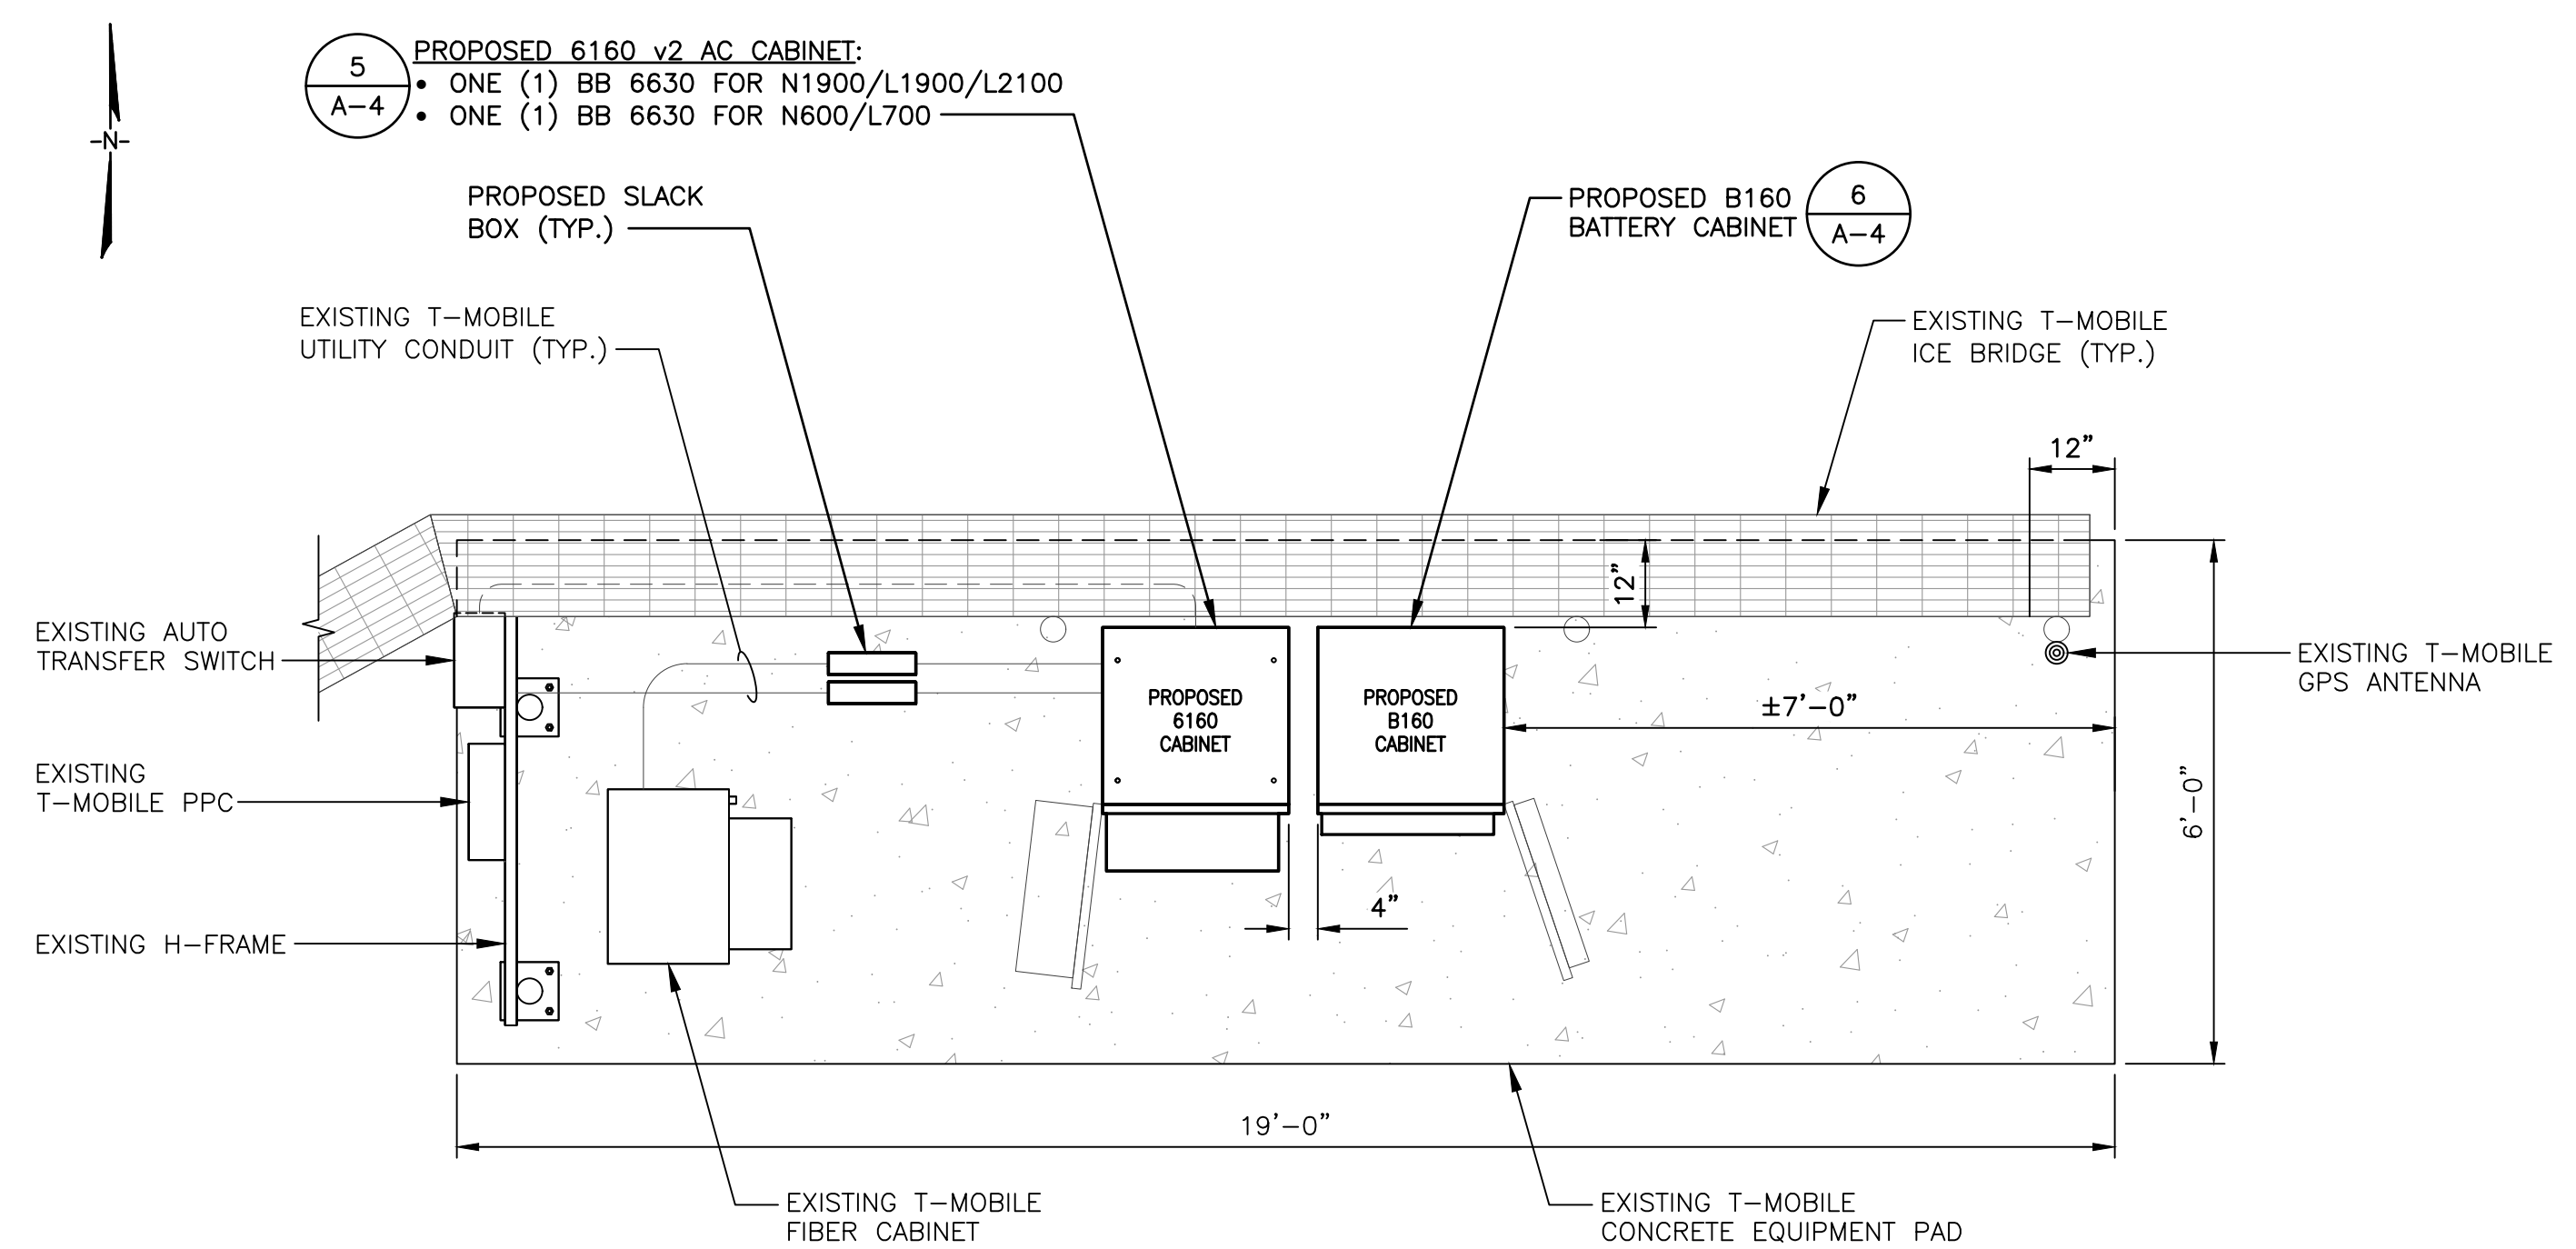 5
A-4
PROPOSED 6160 v2 AC CABINET:
• ONE (1) BB 6630 FOR N1900/L1900/L2100
• ONE (1) BB 6630 FOR N600/L700
-N-
PROPOSED SLACK
BOX (TYP.)
PROPOSED B160
BATTERY CABINET
6
A-4
EXISTING T-MOBILE
UTILITY CONDUIT (TYP.)
EXISTING T-MOBILE
ICE BRIDGE (TYP.)
12"
12"
EXISTING AUTO
TRANSFER SWITCH
EXISTING T-MOBILE
GPS ANTENNA
PROPOSED
6160
CABINET
PROPOSED
B160
CABINET
±7'-0"
EXISTING
T-MOBILE PPC
6'-0"
4"
EXISTING H-FRAME
19'-0"
EXISTING T-MOBILE
FIBER CABINET
EXISTING T-MOBILE
CONCRETE EQUIPMENT PAD